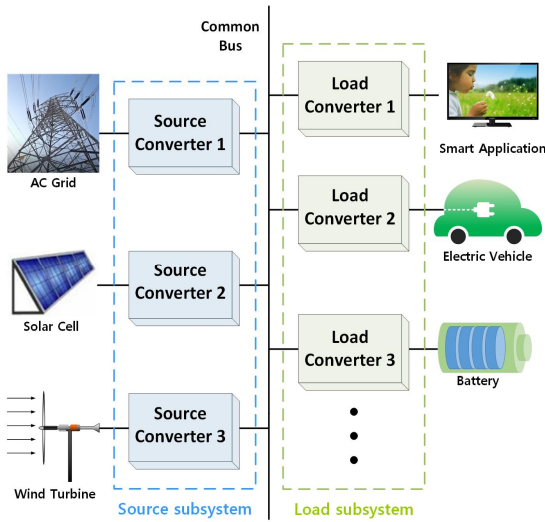 Common
Bus
Load
Converter 1
Source
Converter 1
Smart Application
AC Grid
Load
Converter 2
Electric Vehicle
Source
Converter 2
Solar Cell
Load
Converter 3
Battery
Source
Converter 3
Wind Turbine
Source subsystem
Load subsystem